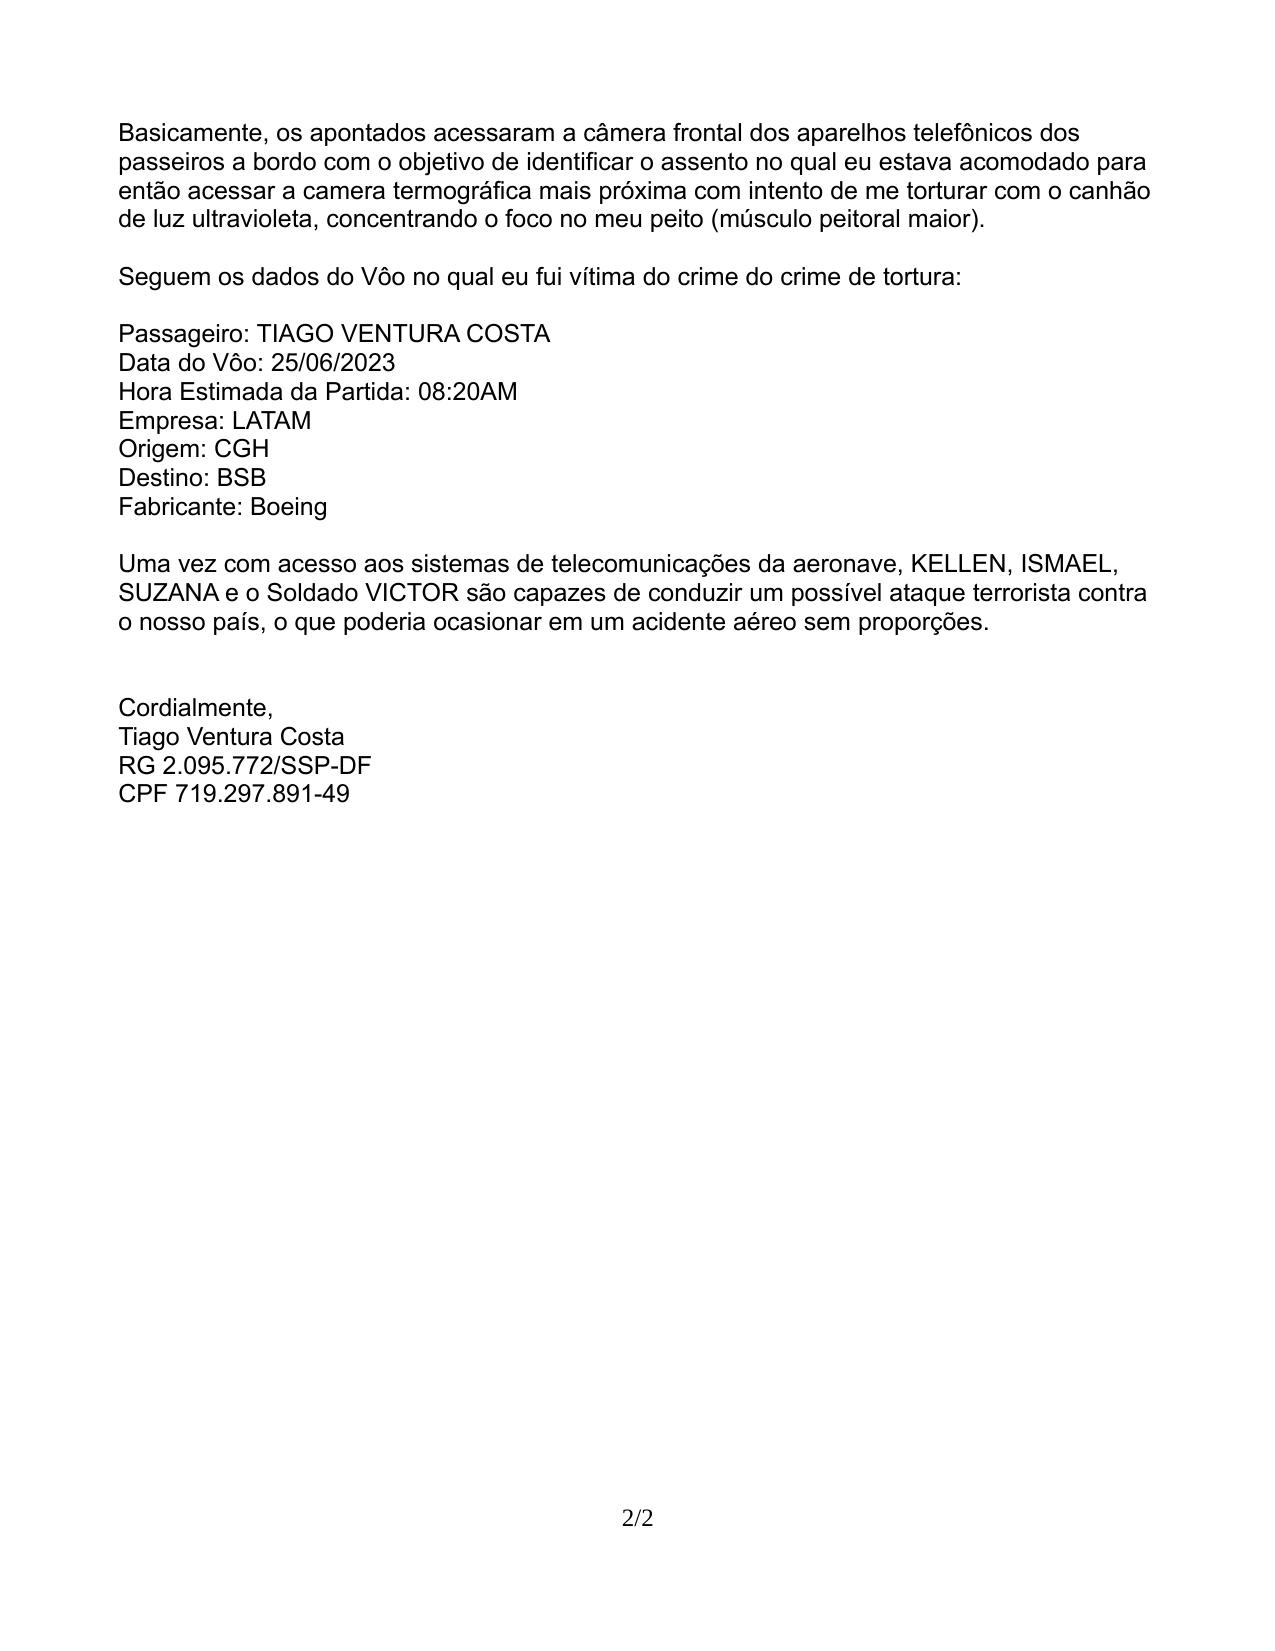 Basicamente, os apontados acessaram a câmera frontal dos aparelhos telefônicos dos
passeiros a bordo com o objetivo de identificar o assento no qual eu estava acomodado para
então acessar a camera termográfica mais próxima com intento de me torturar com o canhão
de luz ultravioleta, concentrando o foco no meu peito (músculo peitoral maior).
Seguem os dados do Vôo no qual eu fui vítima do crime do crime de tortura:
Passageiro: TIAGO VENTURA COSTA
Data do Vôo: 25/06/2023
Hora Estimada da Partida: 08:20AM
Empresa: LATAM
Origem: CGH
Destino: BSB
Fabricante: Boeing
Uma vez com acesso aos sistemas de telecomunicações da aeronave, KELLEN, ISMAEL,
SUZANA e o Soldado VICTOR são capazes de conduzir um possível ataque terrorista contra
o nosso país, o que poderia ocasionar em um acidente aéreo sem proporções.
Cordialmente,
Tiago Ventura Costa
RG 2.095.772/SSP-DF
CPF 719.297.891-49
2/2